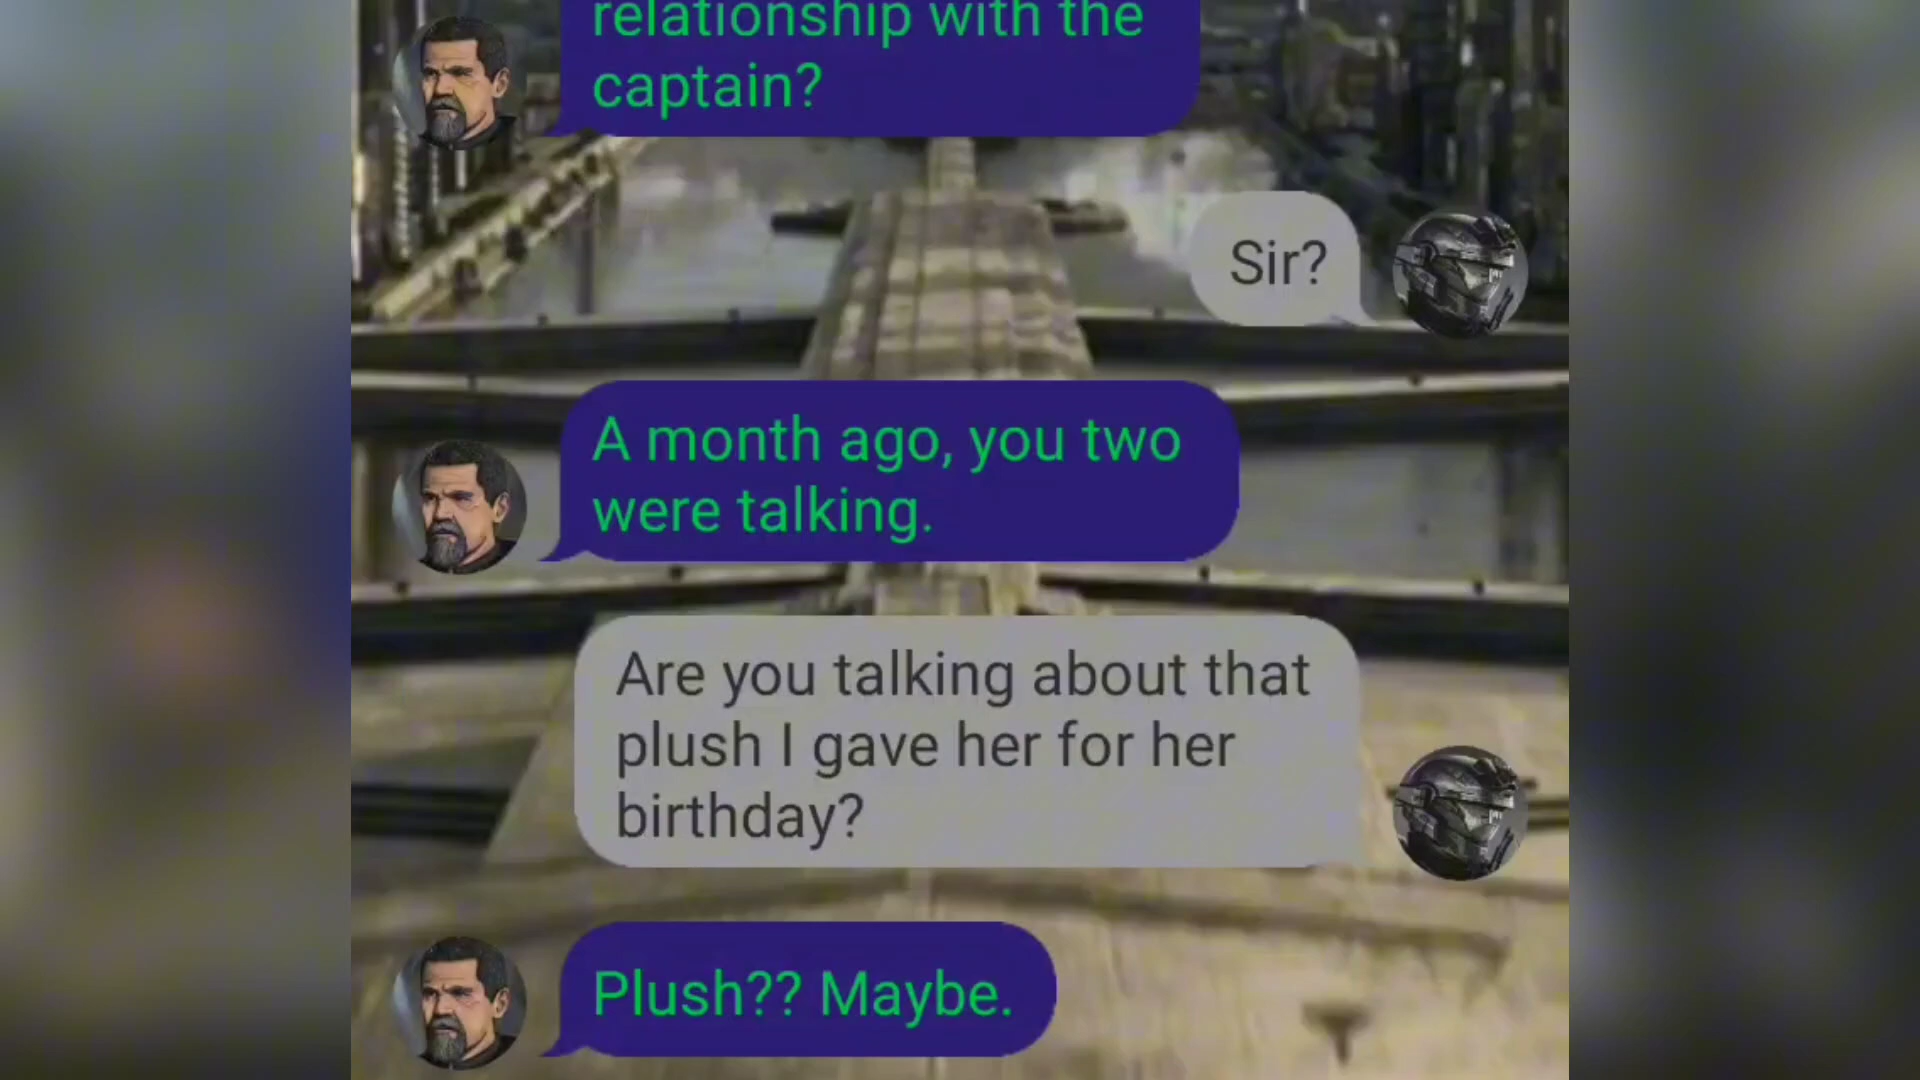 relationship with the
captain?
Sir?
A month ago, you two
were talking.
Are you talking about that
plush I gave her for her
birthday?
Plush?? Maybe.